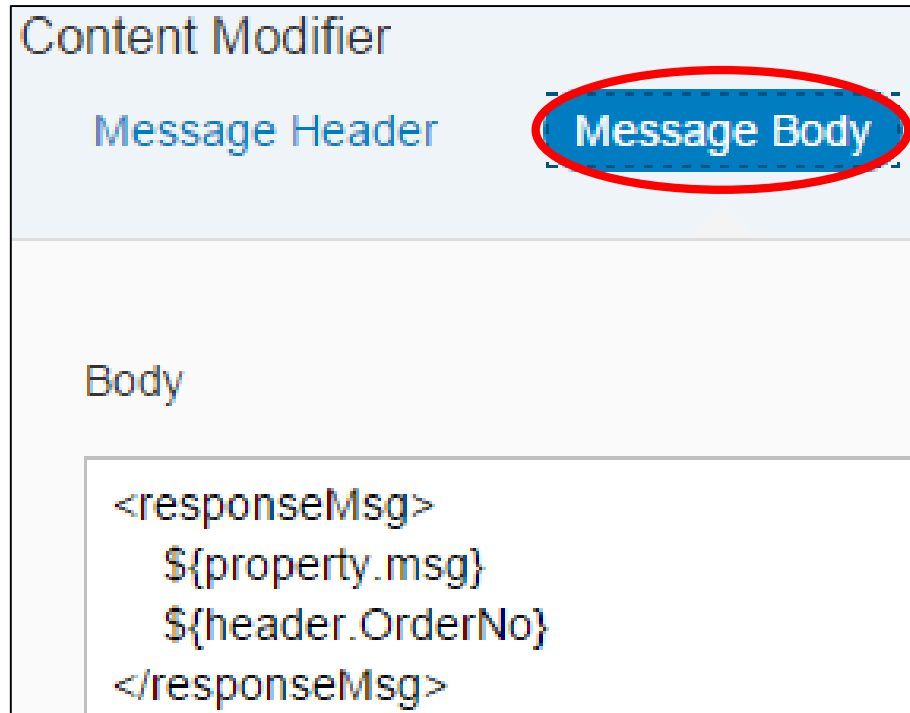 Content Modifier
Message Header Message Body
Body
<responseMsg>
${property.msg}
${header.OrderNo}
</responseMsg>